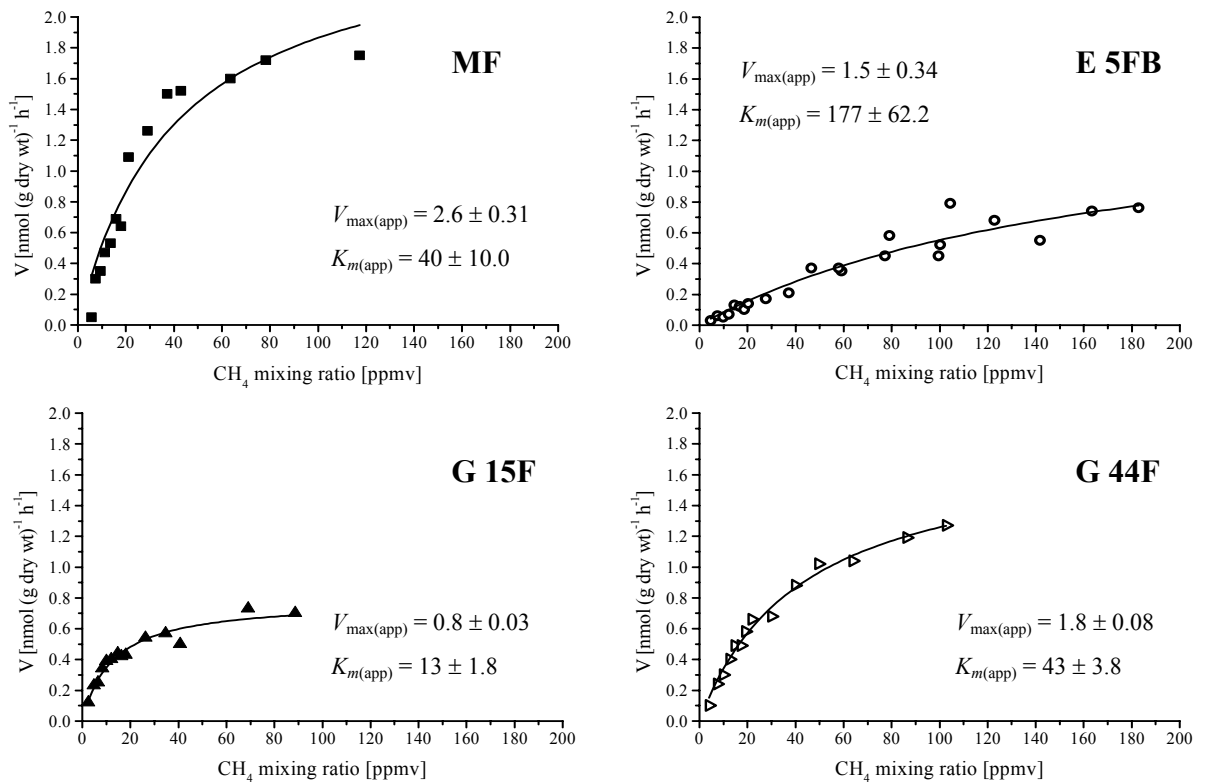 MF
V [nmol (g dry wt)⁻¹ h⁻¹]
2.0
1.8
1.6
1.4
1.2
1.0
0.8
0.6
0.4
0.2
0.0
Vmax(app) = 2.6 ± 0.31
Km(app) = 40 ± 10.0
0 20 40 60 80 100 120 140 160 180 200
CH₄ mixing ratio [ppmv]
E 5FB
V [nmol (g dry wt)⁻¹ h⁻¹]
2.0
1.8
1.6
1.4
1.2
1.0
0.8
0.6
0.4
0.2
0.0
Vmax(app) = 1.5 ± 0.34
Km(app) = 177 ± 62.2
0 20 40 60 80 100 120 140 160 180 200
CH₄ mixing ratio [ppmv]
G 15F
V [nmol (g dry wt)⁻¹ h⁻¹]
2.0
1.8
1.6
1.4
1.2
1.0
0.8
0.6
0.4
0.2
0.0
Vmax(app) = 0.8 ± 0.03
Km(app) = 13 ± 1.8
0 20 40 60 80 100 120 140 160 180 200
CH₄ mixing ratio [ppmv]
G 44F
V [nmol (g dry wt)⁻¹ h⁻¹]
2.0
1.8
1.6
1.4
1.2
1.0
0.8
0.6
0.4
0.2
0.0
Vmax(app) = 1.8 ± 0.08
Km(app) = 43 ± 3.8
0 20 40 60 80 100 120 140 160 180 200
CH₄ mixing ratio [ppmv]